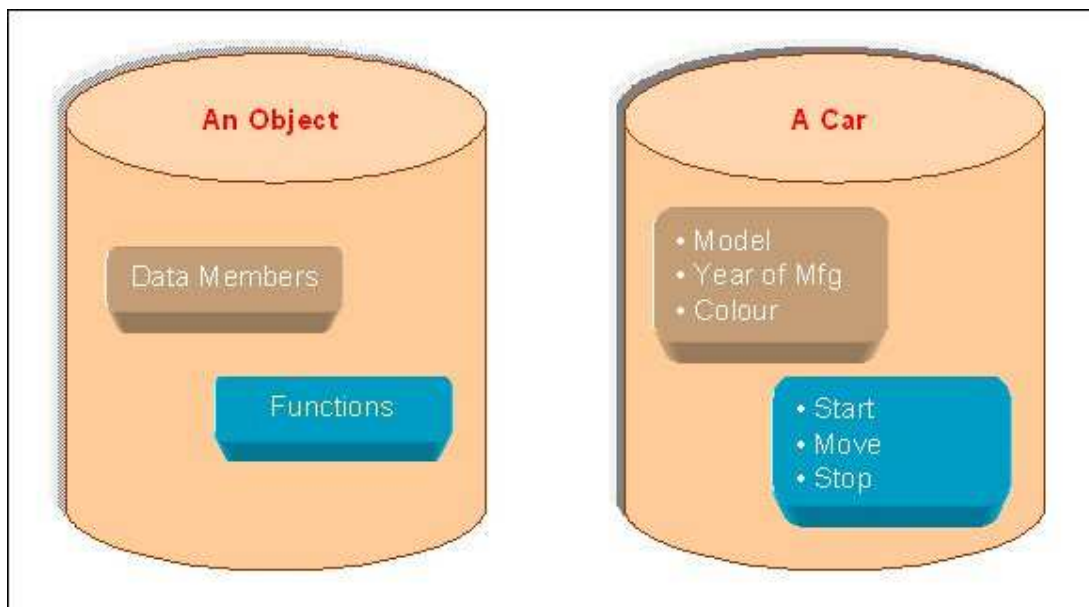 An Object
Data Members
Functions
A Car
• Model
• Year of Mfg
• Colour
• Start
• Move
• Stop